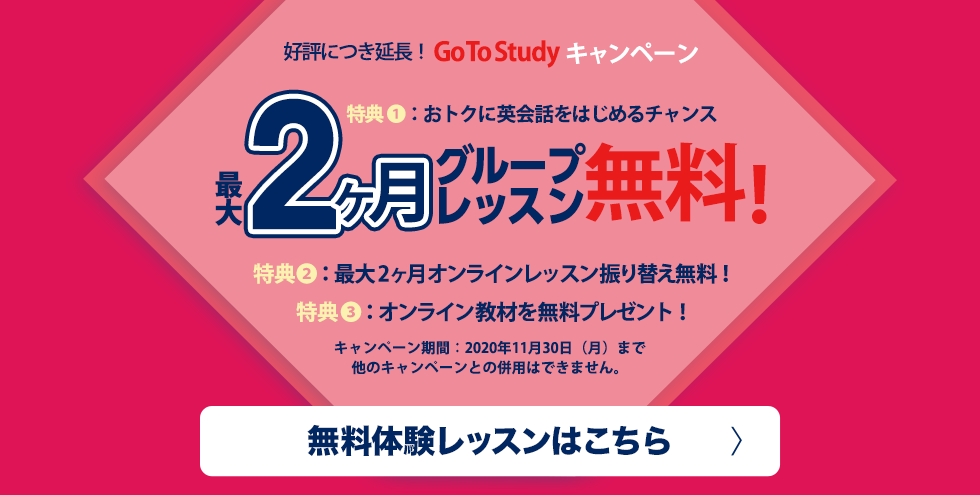 好評につき延長！ GoTo Study キャンペーン
特典❶：おトクに英会話をはじめるチャンス
最大2ヶ月グループレッスン無料！
特典❷：最大2ヶ月オンラインレッスン振り替え無料！
特典❸：オンライン教材を無料プレゼント！
キャンペーン期間：2020年11月30日（月）まで
他のキャンペーンとの併用はできません。
無料体験レッスンはこちら 〉